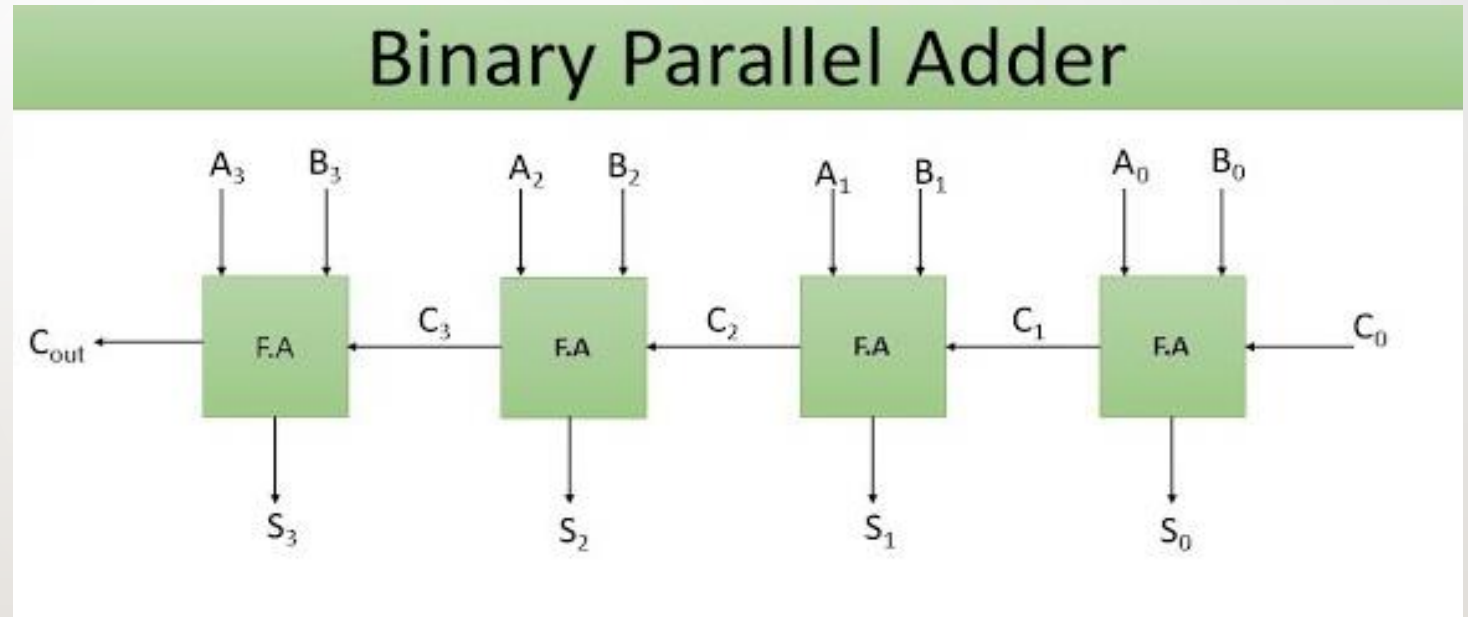 Binary Parallel Adder
A₃ B₃ A₂ B₂ A₁ B₁ A₀ B₀
C_out F.A C₃ F.A C₂ F.A C₁ F.A C₀
S₃ S₂ S₁ S₀